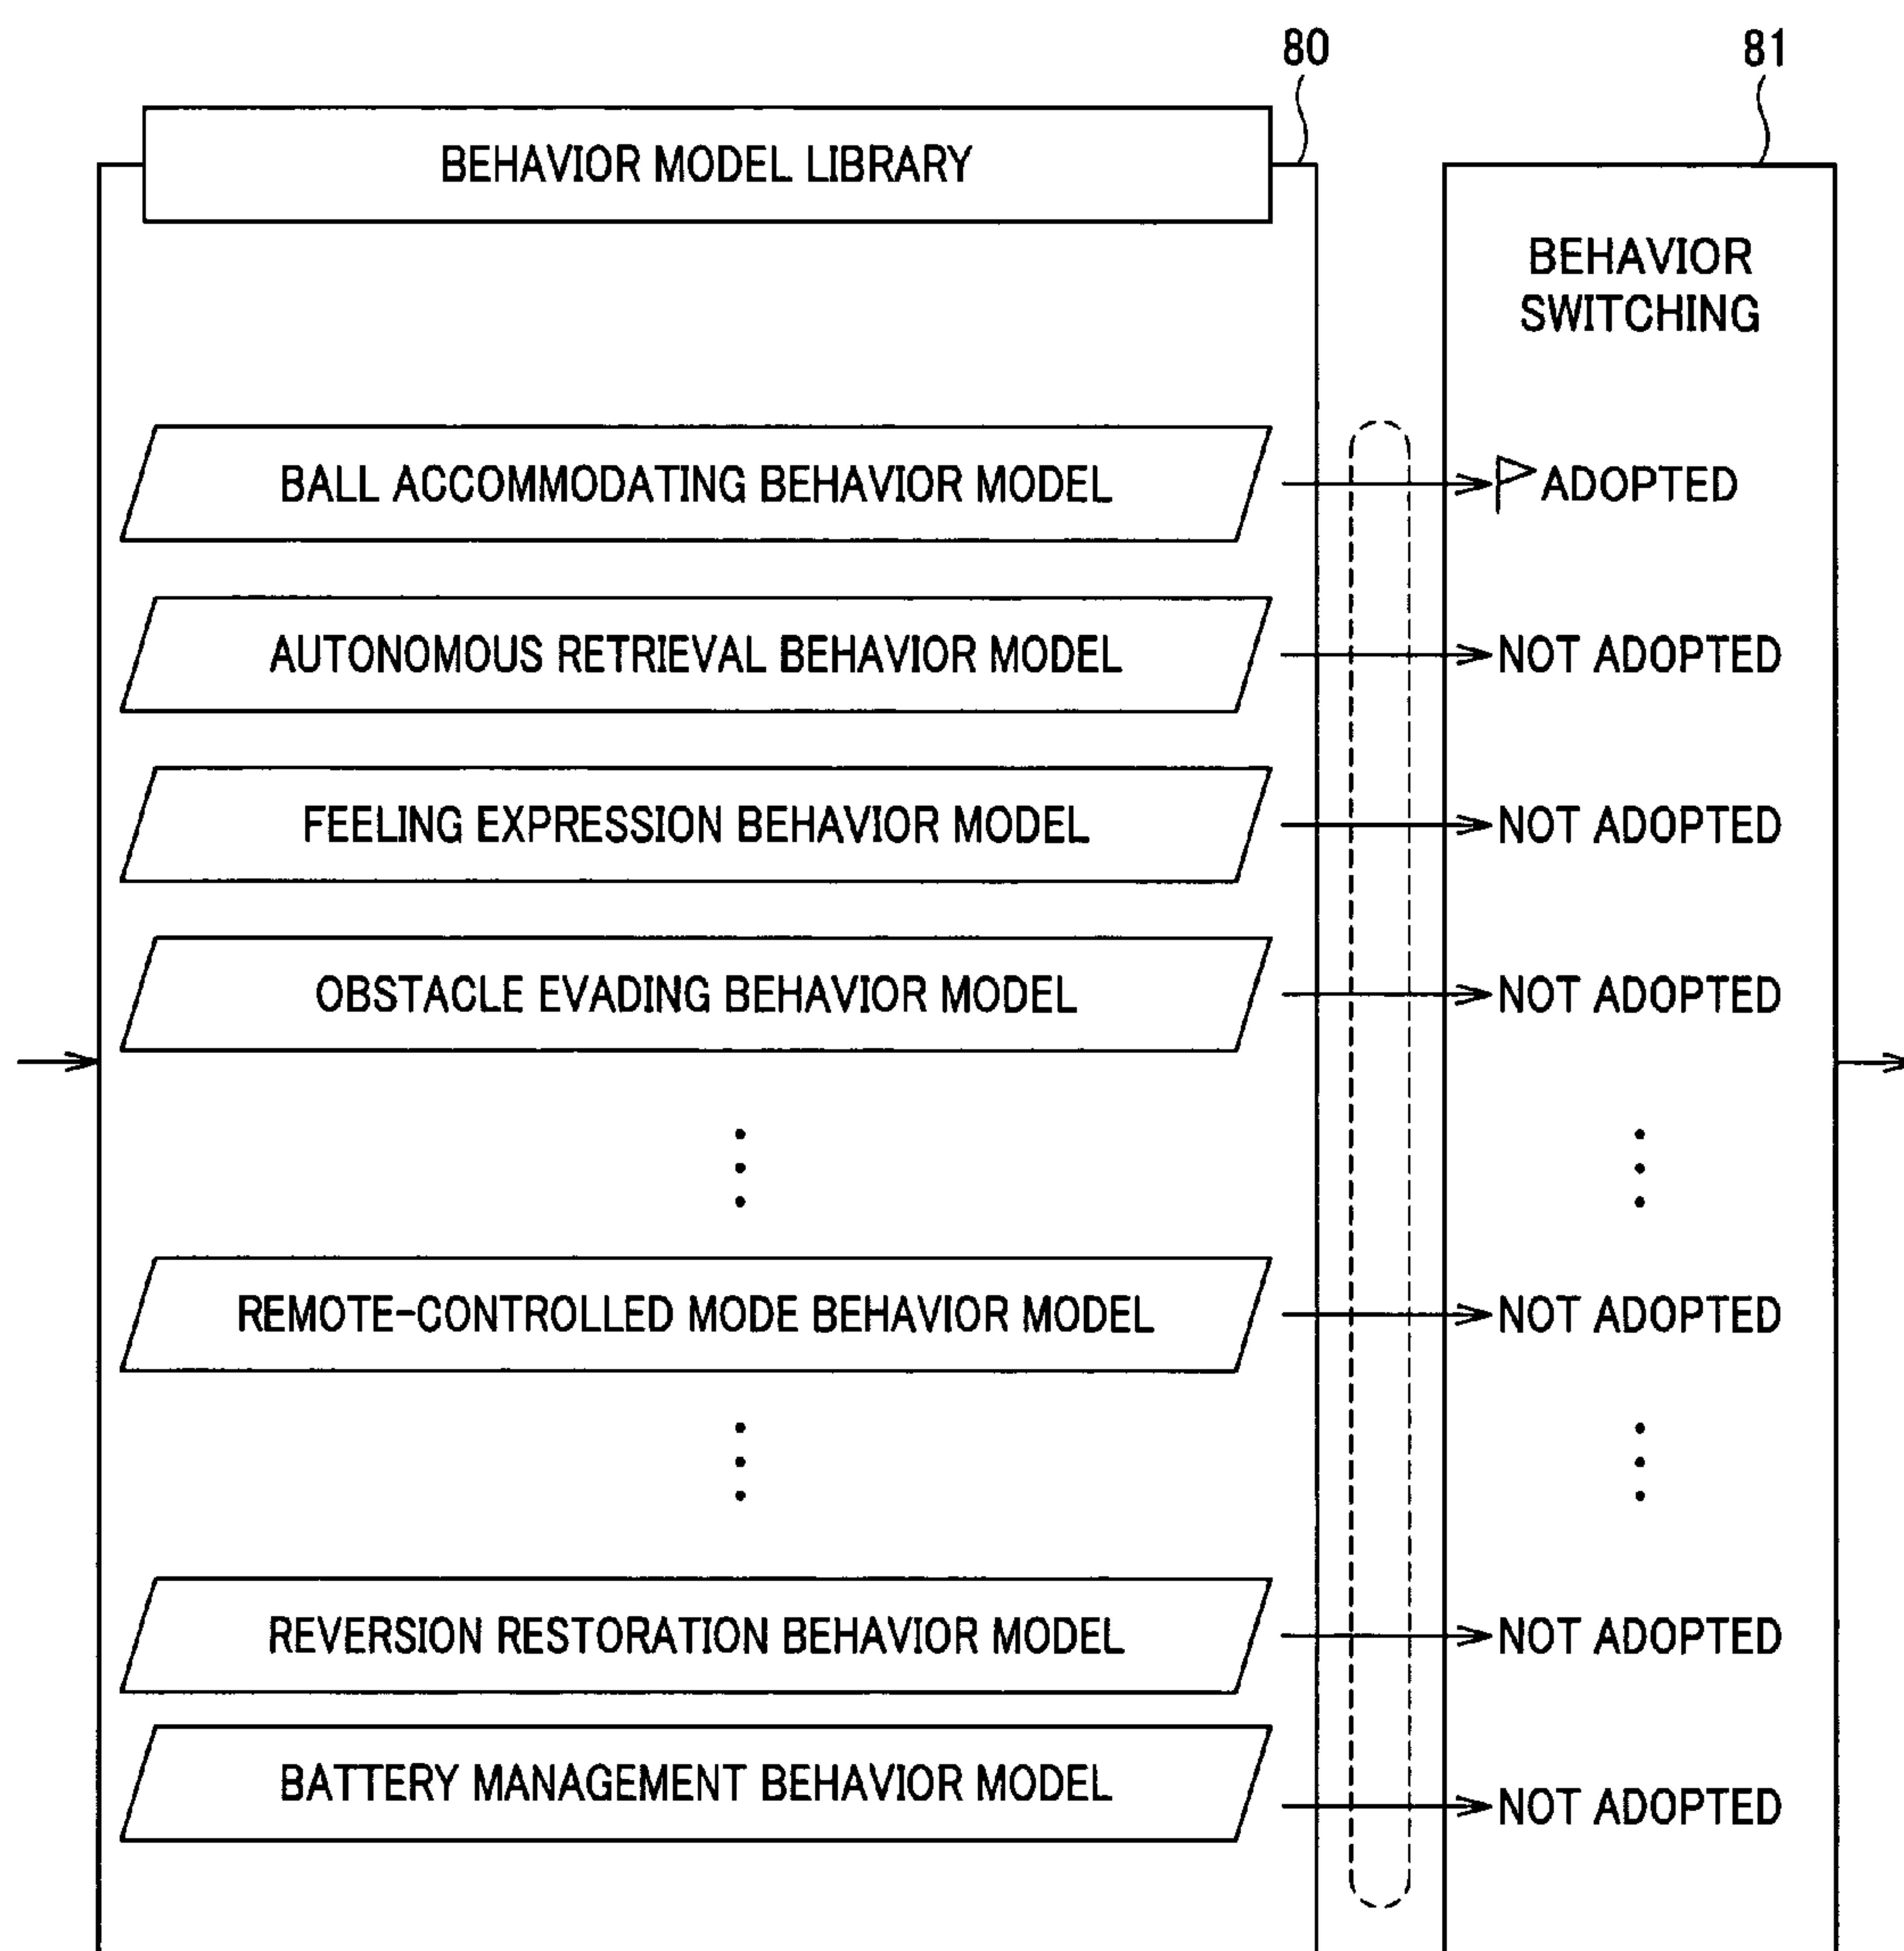 80
81
BEHAVIOR MODEL LIBRARY
BEHAVIOR
SWITCHING
BALL ACCOMMODATING BEHAVIOR MODEL
ADOPTED
AUTONOMOUS RETRIEVAL BEHAVIOR MODEL
NOT ADOPTED
FEELING EXPRESSION BEHAVIOR MODEL
NOT ADOPTED
OBSTACLE EVADING BEHAVIOR MODEL
NOT ADOPTED
REMOTE-CONTROLLED MODE BEHAVIOR MODEL
NOT ADOPTED
REVERSION RESTORATION BEHAVIOR MODEL
NOT ADOPTED
BATTERY MANAGEMENT BEHAVIOR MODEL
NOT ADOPTED